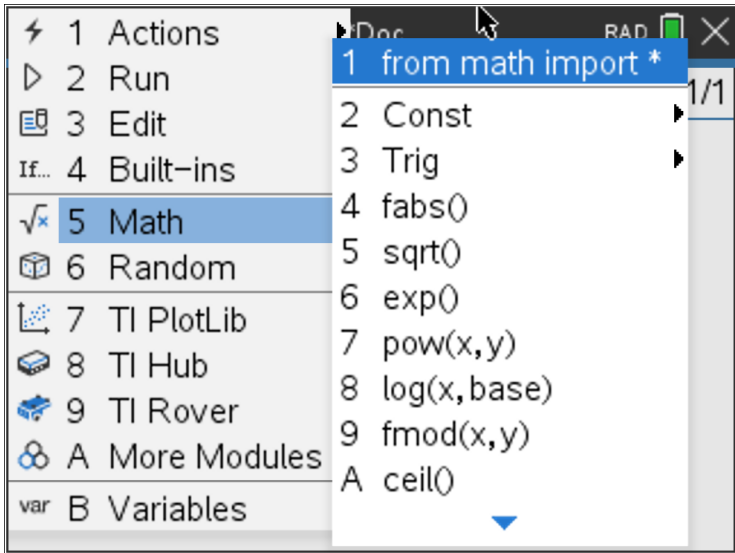 1 Actions
2 Run
3 Edit
If... 4 Built-ins
5 Math
6 Random
7 TI PlotLib
8 TI Hub
9 TI Rover
A More Modules
var B Variables
*Doc RAD
1/1
1 from math import *
2 Const
3 Trig
4 fabs()
5 sqrt()
6 exp()
7 pow(x,y)
8 log(x,base)
9 fmod(x,y)
A ceil()